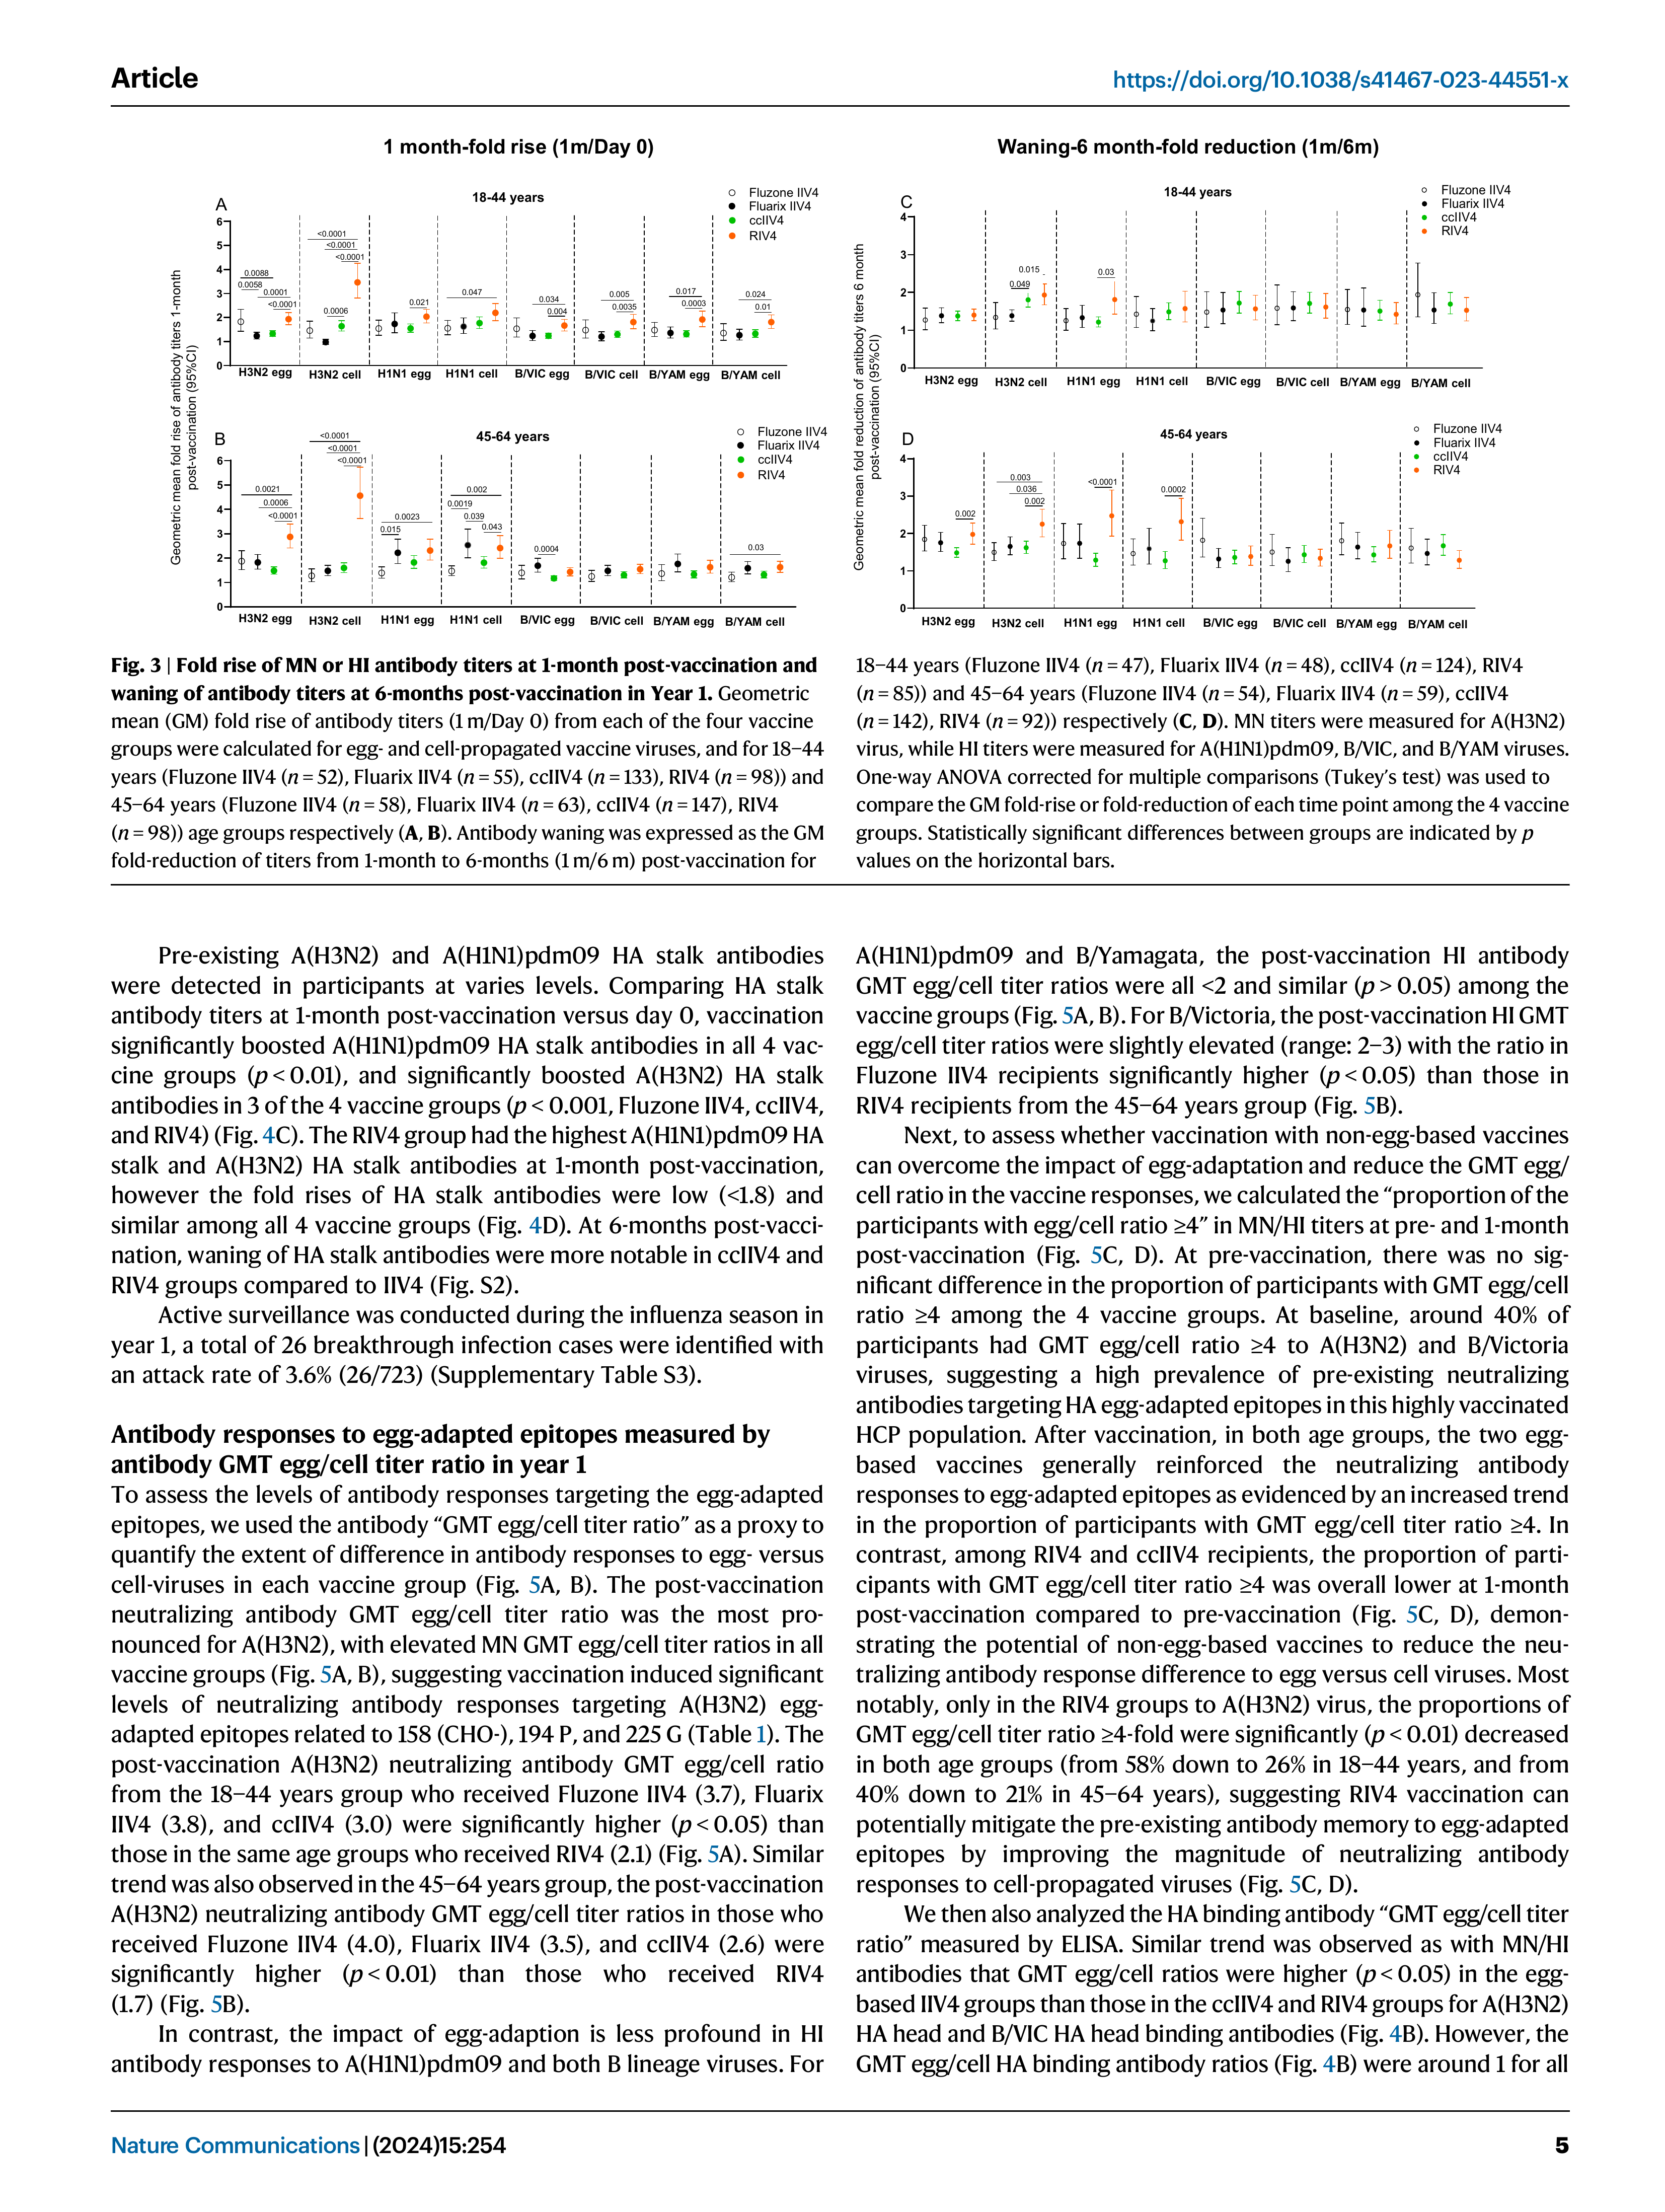 Article
https://doi.org/10.1038/s41467-023-44551-x
1 month-fold rise (1m/Day 0)
Waning-6 month-fold reduction (1m/6m)
Geometric mean fold rise of antibody titers 1-month
post-vaccination (95%CI)
A
18-44 years
Fluzone IIV4
Fluarix IIV4
ccIIV4
RIV4
6
5
4
3
2
1
0
0.0088
0.0058
0.0001
<0.0001
<0.0001
<0.0001
<0.0001
0.0006
0.021
0.047
0.034
0.004
0.005
0.0035
0.017
0.0003
0.024
0.01
H3N2 egg
H3N2 cell
H1N1 egg
H1N1 cell
B/VIC egg
B/VIC cell
B/YAM egg
B/YAM cell
B
45-64 years
Fluzone IIV4
Fluarix IIV4
ccIIV4
RIV4
6
5
4
3
2
1
0
0.0021
0.0006
<0.0001
<0.0001
<0.0001
<0.0001
0.0023
0.015
0.002
0.0019
0.039
0.043
0.0004
0.03
H3N2 egg
H3N2 cell
H1N1 egg
H1N1 cell
B/VIC egg
B/VIC cell
B/YAM egg
B/YAM cell
Geometric mean fold reduction of antibody titers 6 month
post-vaccination (95%CI)
C
18-44 years
Fluzone IIV4
Fluarix IIV4
ccIIV4
RIV4
4
3
2
1
0
0.015
0.049
0.03
H3N2 egg
H3N2 cell
H1N1 egg
H1N1 cell
B/VIC egg
B/VIC cell
B/YAM egg
B/YAM cell
D
45-64 years
Fluzone IIV4
Fluarix IIV4
ccIIV4
RIV4
4
3
2
1
0
0.002
0.003
0.036
0.002
<0.0001
0.0002
H3N2 egg
H3N2 cell
H1N1 egg
H1N1 cell
B/VIC egg
B/VIC cell
B/YAM egg
B/YAM cell
Fig. 3 | Fold rise of MN or HI antibody titers at 1-month post-vaccination and
waning of antibody titers at 6-months post-vaccination in Year 1. Geometric
mean (GM) fold rise of antibody titers (1 m/Day 0) from each of the four vaccine
groups were calculated for egg- and cell-propagated vaccine viruses, and for 18–44
years (Fluzone IIV4 (n = 52), Fluarix IIV4 (n = 55), ccIIV4 (n = 133), RIV4 (n = 98)) and
45–64 years (Fluzone IIV4 (n = 58), Fluarix IIV4 (n = 63), ccIIV4 (n = 147), RIV4
(n = 98)) age groups respectively (A, B). Antibody waning was expressed as the GM
fold-reduction of titers from 1-month to 6-months (1 m/6 m) post-vaccination for
18–44 years (Fluzone IIV4 (n = 47), Fluarix IIV4 (n = 48), ccIIV4 (n = 124), RIV4
(n = 85)) and 45–64 years (Fluzone IIV4 (n = 54), Fluarix IIV4 (n = 59), ccIIV4
(n = 142), RIV4 (n = 92)) respectively (C, D). MN titers were measured for A(H3N2)
virus, while HI titers were measured for A(H1N1)pdm09, B/VIC, and B/YAM viruses.
One-way ANOVA corrected for multiple comparisons (Tukey's test) was used to
compare the GM fold-rise or fold-reduction of each time point among the 4 vaccine
groups. Statistically significant differences between groups are indicated by p
values on the horizontal bars.
Pre-existing A(H3N2) and A(H1N1)pdm09 HA stalk antibodies
were detected in participants at varies levels. Comparing HA stalk
antibody titers at 1-month post-vaccination versus day 0, vaccination
significantly boosted A(H1N1)pdm09 HA stalk antibodies in all 4 vac-
cine groups (p < 0.01), and significantly boosted A(H3N2) HA stalk
antibodies in 3 of the 4 vaccine groups (p < 0.001, Fluzone IIV4, ccIIV4,
and RIV4) (Fig. 4C). The RIV4 group had the highest A(H1N1)pdm09 HA
stalk and A(H3N2) HA stalk antibodies at 1-month post-vaccination,
however the fold rises of HA stalk antibodies were low (<1.8) and
similar among all 4 vaccine groups (Fig. 4D). At 6-months post-vacci-
nation, waning of HA stalk antibodies were more notable in ccIIV4 and
RIV4 groups compared to IIV4 (Fig. S2).
Active surveillance was conducted during the influenza season in
year 1, a total of 26 breakthrough infection cases were identified with
an attack rate of 3.6% (26/723) (Supplementary Table S3).
Antibody responses to egg-adapted epitopes measured by
antibody GMT egg/cell titer ratio in year 1
To assess the levels of antibody responses targeting the egg-adapted
epitopes, we used the antibody “GMT egg/cell titer ratio” as a proxy to
quantify the extent of difference in antibody responses to egg- versus
cell-viruses in each vaccine group (Fig. 5A, B). The post-vaccination
neutralizing antibody GMT egg/cell titer ratio was the most pro-
nounced for A(H3N2), with elevated MN GMT egg/cell titer ratios in all
vaccine groups (Fig. 5A, B), suggesting vaccination induced significant
levels of neutralizing antibody responses targeting A(H3N2) egg-
adapted epitopes related to 158 (CHO-), 194 P, and 225 G (Table 1). The
post-vaccination A(H3N2) neutralizing antibody GMT egg/cell ratio
from the 18–44 years group who received Fluzone IIV4 (3.7), Fluarix
IIV4 (3.8), and ccIIV4 (3.0) were significantly higher (p < 0.05) than
those in the same age groups who received RIV4 (2.1) (Fig. 5A). Similar
trend was also observed in the 45–64 years group, the post-vaccination
A(H3N2) neutralizing antibody GMT egg/cell titer ratios in those who
received Fluzone IIV4 (4.0), Fluarix IIV4 (3.5), and ccIIV4 (2.6) were
significantly higher (p < 0.01) than those who received RIV4
(1.7) (Fig. 5B).
In contrast, the impact of egg-adaption is less profound in HI
antibody responses to A(H1N1)pdm09 and both B lineage viruses. For
A(H1N1)pdm09 and B/Yamagata, the post-vaccination HI antibody
GMT egg/cell titer ratios were all <2 and similar (p > 0.05) among the
vaccine groups (Fig. 5A, B). For B/Victoria, the post-vaccination HI GMT
egg/cell titer ratios were slightly elevated (range: 2–3) with the ratio in
Fluzone IIV4 recipients significantly higher (p < 0.05) than those in
RIV4 recipients from the 45–64 years group (Fig. 5B).
Next, to assess whether vaccination with non-egg-based vaccines
can overcome the impact of egg-adaptation and reduce the GMT egg/
cell ratio in the vaccine responses, we calculated the “proportion of the
participants with egg/cell ratio ≥4” in MN/HI titers at pre- and 1-month
post-vaccination (Fig. 5C, D). At pre-vaccination, there was no sig-
nificant difference in the proportion of participants with GMT egg/cell
ratio ≥4 among the 4 vaccine groups. At baseline, around 40% of
participants had GMT egg/cell ratio ≥4 to A(H3N2) and B/Victoria
viruses, suggesting a high prevalence of pre-existing neutralizing
antibodies targeting HA egg-adapted epitopes in this highly vaccinated
HCP population. After vaccination, in both age groups, the two egg-
based vaccines generally reinforced the neutralizing antibody
responses to egg-adapted epitopes as evidenced by an increased trend
in the proportion of participants with GMT egg/cell titer ratio ≥4. In
contrast, among RIV4 and ccIIV4 recipients, the proportion of parti-
cipants with GMT egg/cell titer ratio ≥4 was overall lower at 1-month
post-vaccination compared to pre-vaccination (Fig. 5C, D), demon-
strating the potential of non-egg-based vaccines to reduce the neu-
tralizing antibody response difference to egg versus cell viruses. Most
notably, only in the RIV4 groups to A(H3N2) virus, the proportions of
GMT egg/cell titer ratio ≥4-fold were significantly (p < 0.01) decreased
in both age groups (from 58% down to 26% in 18–44 years, and from
40% down to 21% in 45–64 years), suggesting RIV4 vaccination can
potentially mitigate the pre-existing antibody memory to egg-adapted
epitopes by improving the magnitude of neutralizing antibody
responses to cell-propagated viruses (Fig. 5C, D).
We then also analyzed the HA binding antibody “GMT egg/cell titer
ratio” measured by ELISA. Similar trend was observed as with MN/HI
antibodies that GMT egg/cell ratios were higher (p < 0.05) in the egg-
based IIV4 groups than those in the ccIIV4 and RIV4 groups for A(H3N2)
HA head and B/VIC HA head binding antibodies (Fig. 4B). However, the
GMT egg/cell HA binding antibody ratios (Fig. 4B) were around 1 for all
Nature Communications | (2024)15:254
5